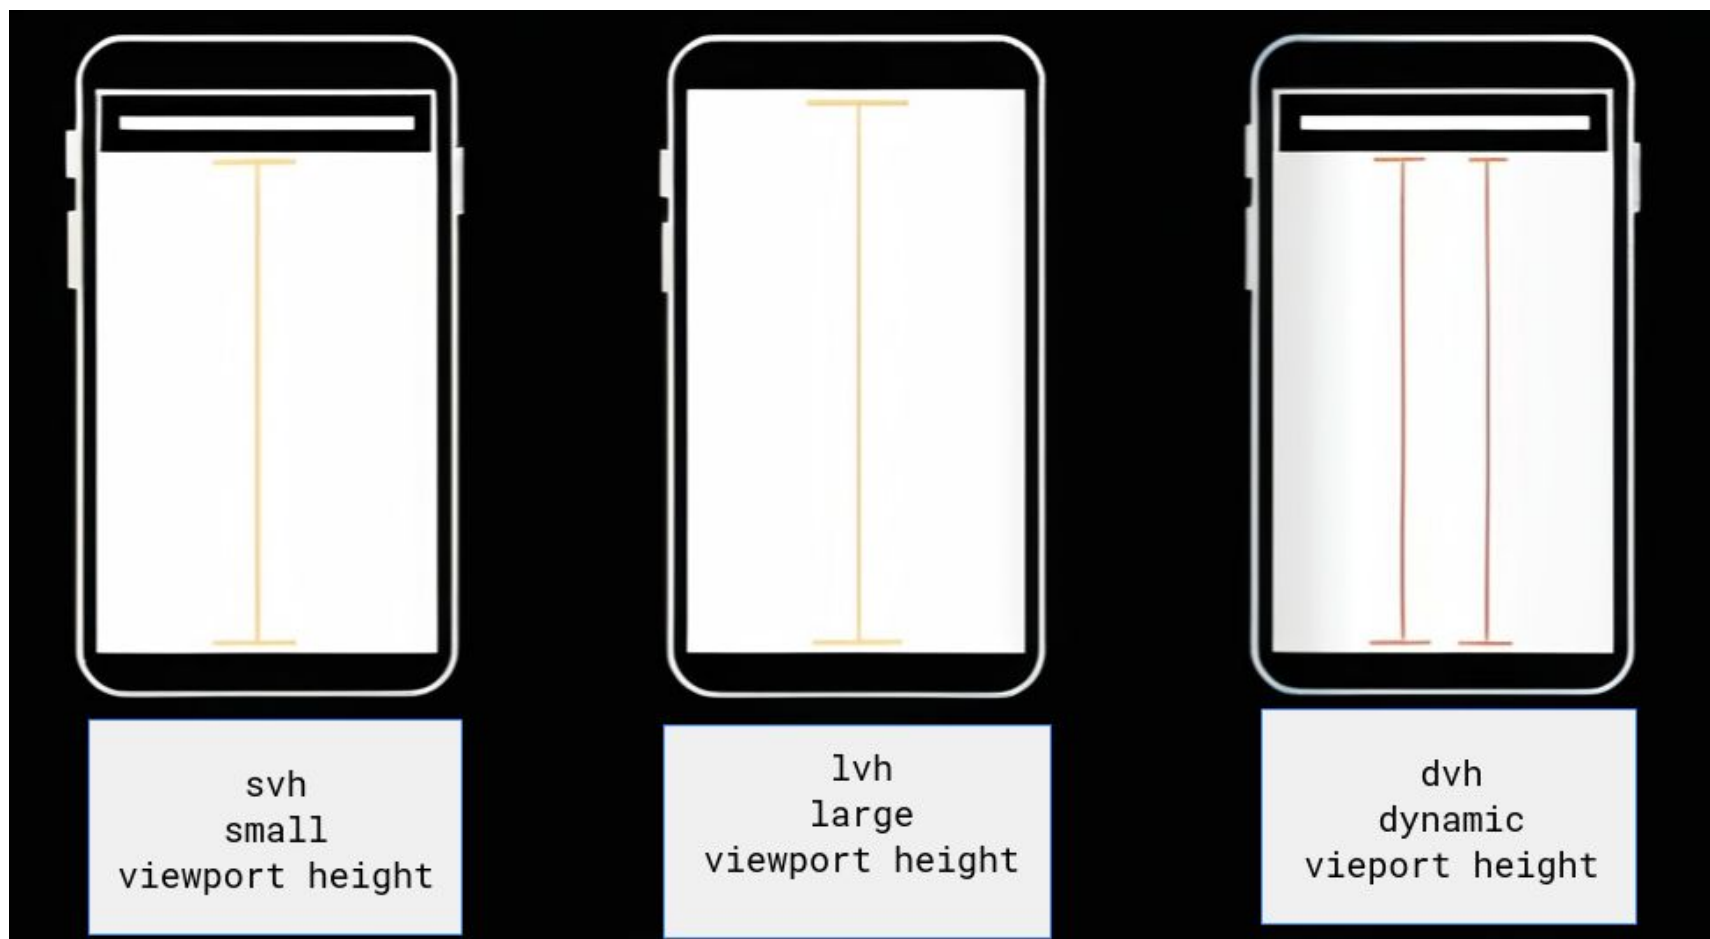 svh
small
viewport height
lvh
large
viewport height
dvh
dynamic
vieport height